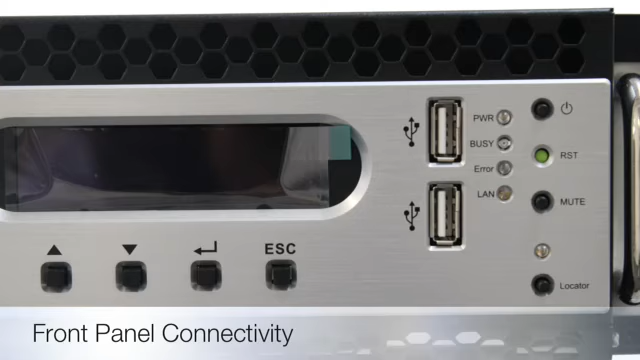 PWR
BUSY
RST
Error
LAN
MUTE
ESC
Locator
Front Panel Connectivity